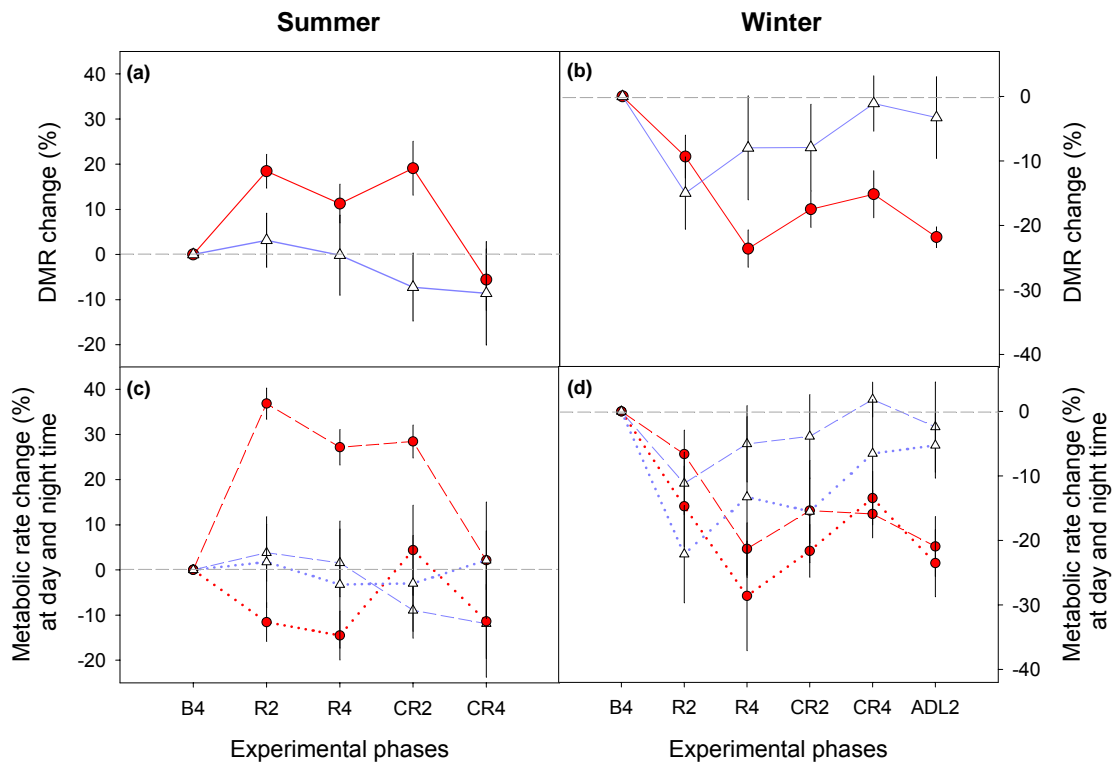 Summer
Winter
(a)
40
30
20
10
0
-10
-20
DMR change (%)
(b)
0
-10
-20
-30
-40
DMR change (%)
(c)
40
30
20
10
0
-10
-20
Metabolic rate change (%)
at day and night time
B4 R2 R4 CR2 CR4
Experimental phases
(d)
0
-10
-20
-30
-40
Metabolic rate change (%)
at day and night time
B4 R2 R4 CR2 CR4 ADL2
Experimental phases